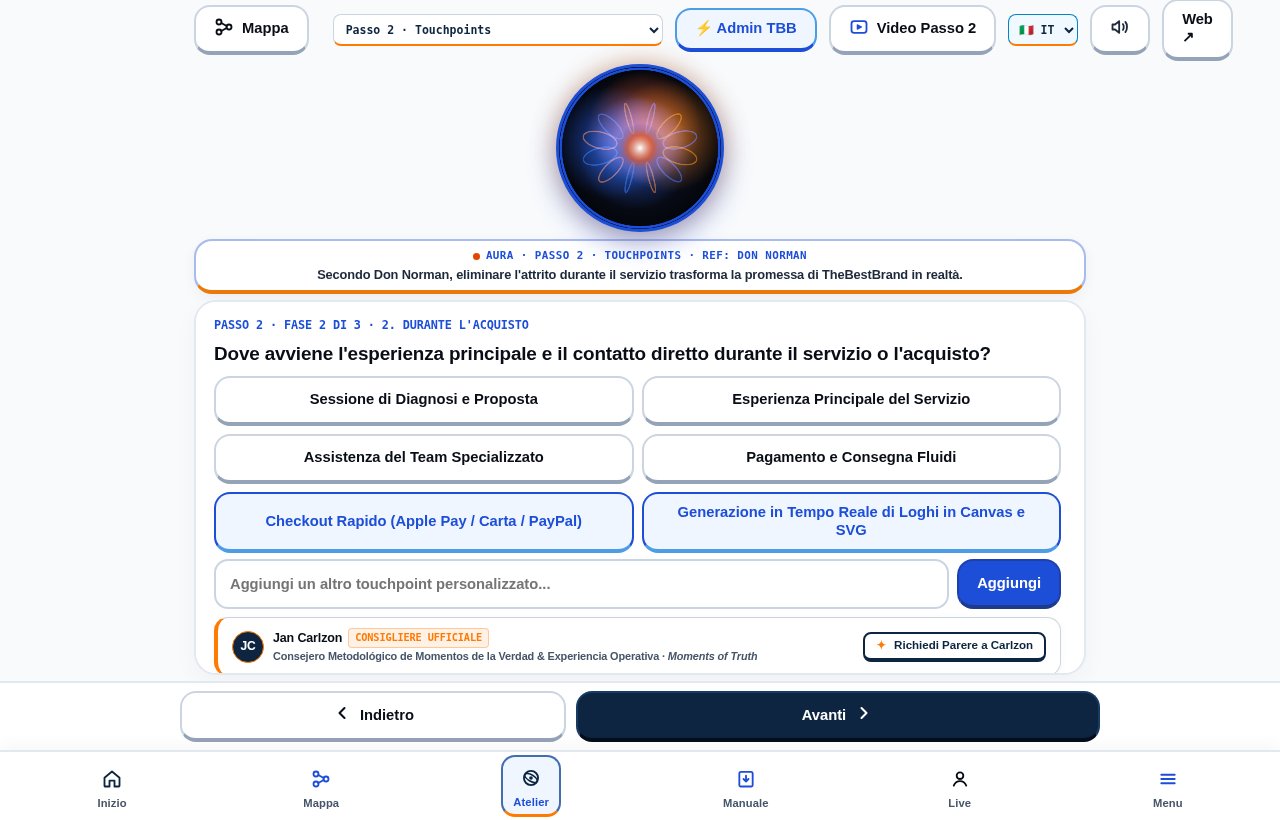 Mappa
Passo 2 · Touchpoints
⚡ Admin TBB
Video Passo 2
🇮🇹 IT
Web ↗
AURA · PASSO 2 · TOUCHPOINTS · REF: DON NORMAN
Secondo Don Norman, eliminare l'attrito durante il servizio trasforma la promessa di TheBestBrand in realtà.
PASSO 2 · FASE 2 DI 3 · 2. DURANTE L'ACQUISTO
Dove avviene l'esperienza principale e il contatto diretto durante il servizio o l'acquisto?
Sessione di Diagnosi e Proposta
Esperienza Principale del Servizio
Assistenza del Team Specializzato
Pagamento e Consegna Fluidi
Checkout Rapido (Apple Pay / Carta / PayPal)
Generazione in Tempo Reale di Loghi in Canvas e
SVG
Aggiungi un altro touchpoint personalizzato...
Aggiungi
JC
Jan Carlzon
CONSIGLIERE UFFICIALE
Consejero Metodológico de Momentos de la Verdad & Experiencia Operativa · Moments of Truth
✦ Richiedi Parere a Carlzon
Indietro
Avanti
Inizio
Mappa
Atelier
Manuale
Live
Menu